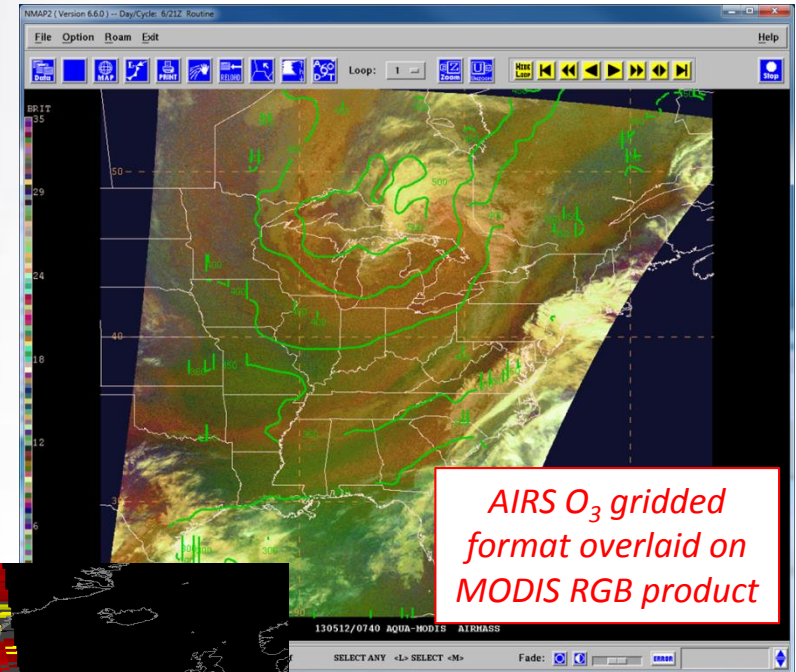 NMAP2 ( Version 6.6.0 ) -- Day/Cycle: 6/21Z Routine
File Option Roam Exit Help
Data MAP PRINT RELOAD Loop: 1 Zoom UNZOOM HIDE LOOP Stop
BRIT
35
29
24
18
12
6
50
40
30
90
500
350
300
AIRS O3 gridded
format overlaid on
MODIS RGB product
130512/0740 AQUA-MODIS AIRMASS
SELECT ANY <L> SELECT <M> Fade: ERROR